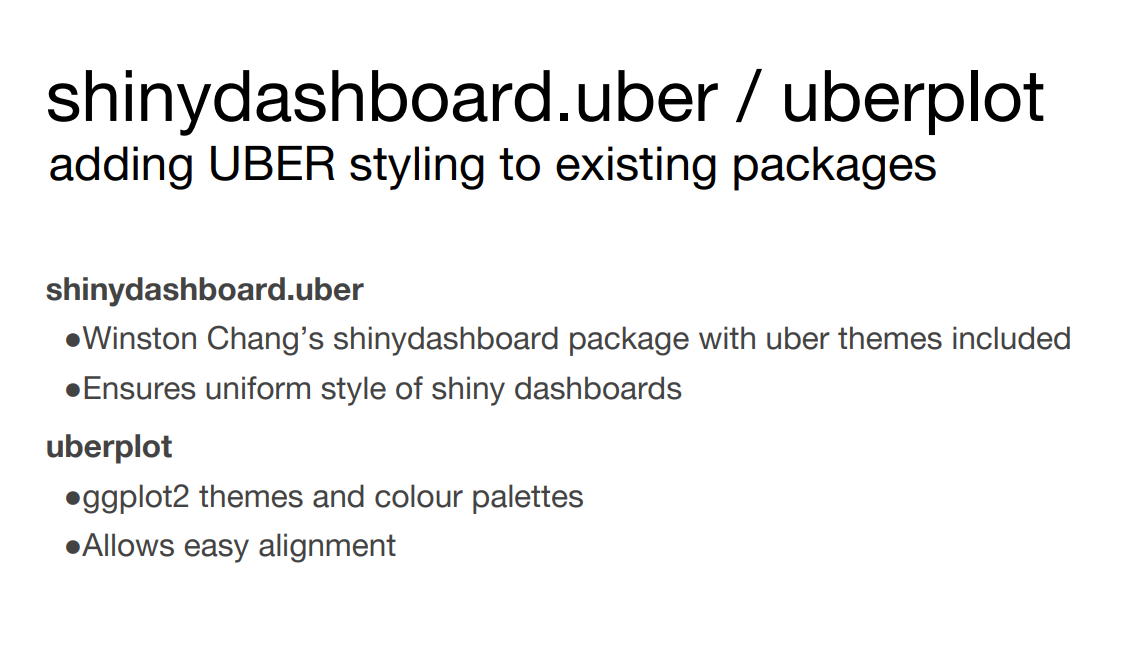 shinydashboard.uber / uberplot
adding UBER styling to existing packages
shinydashboard.uber
●Winston Chang’s shinydashboard package with uber themes included
●Ensures uniform style of shiny dashboards
uberplot
●ggplot2 themes and colour palettes
●Allows easy alignment